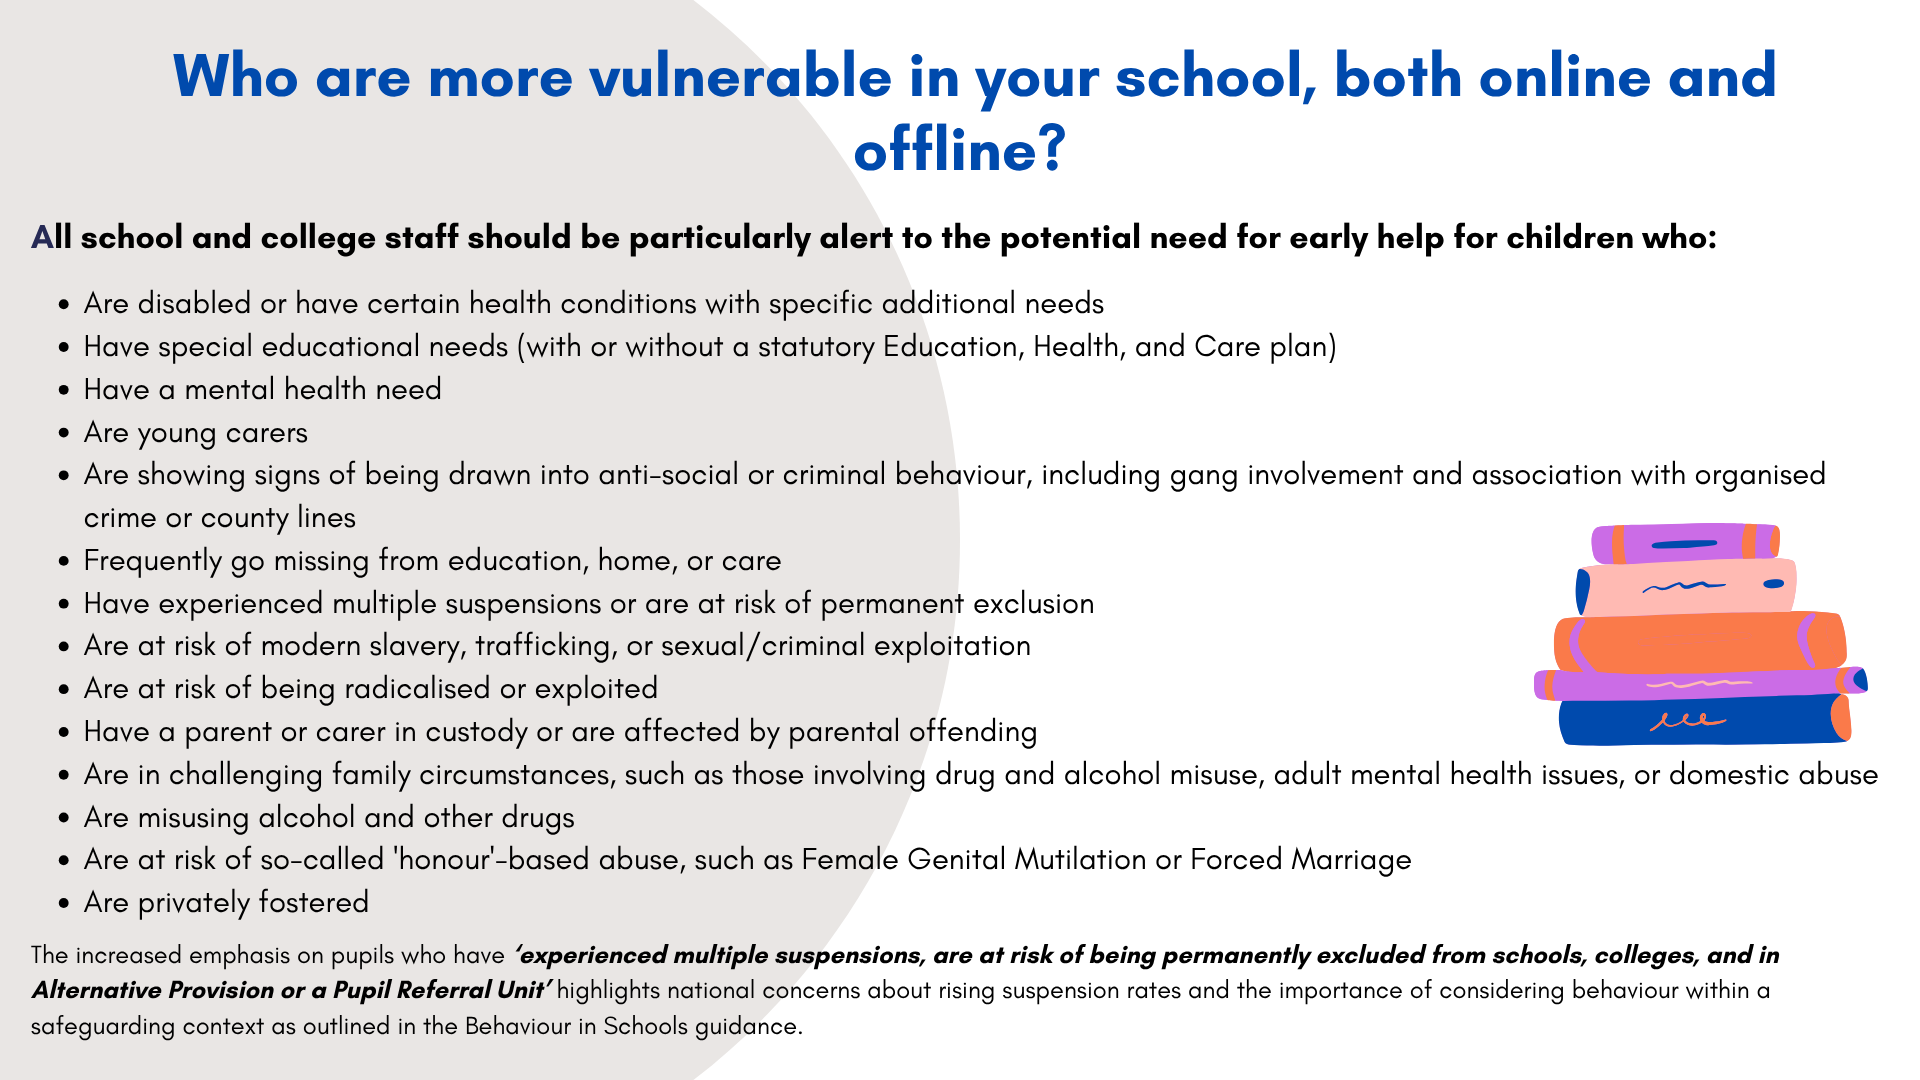 Who are more vulnerable in your school, both online and
offline?
All school and college staff should be particularly alert to the potential need for early help for children who:
• Are disabled or have certain health conditions with specific additional needs
• Have special educational needs (with or without a statutory Education, Health, and Care plan)
• Have a mental health need
• Are young carers
• Are showing signs of being drawn into anti-social or criminal behaviour, including gang involvement and association with organised
crime or county lines
• Frequently go missing from education, home, or care
• Have experienced multiple suspensions or are at risk of permanent exclusion
• Are at risk of modern slavery, trafficking, or sexual/criminal exploitation
• Are at risk of being radicalised or exploited
• Have a parent or carer in custody or are affected by parental offending
• Are in challenging family circumstances, such as those involving drug and alcohol misuse, adult mental health issues, or domestic abuse
• Are misusing alcohol and other drugs
• Are at risk of so-called 'honour'-based abuse, such as Female Genital Mutilation or Forced Marriage
• Are privately fostered
The increased emphasis on pupils who have ‘experienced multiple suspensions, are at risk of being permanently excluded from schools, colleges, and in
Alternative Provision or a Pupil Referral Unit’ highlights national concerns about rising suspension rates and the importance of considering behaviour within a
safeguarding context as outlined in the Behaviour in Schools guidance.